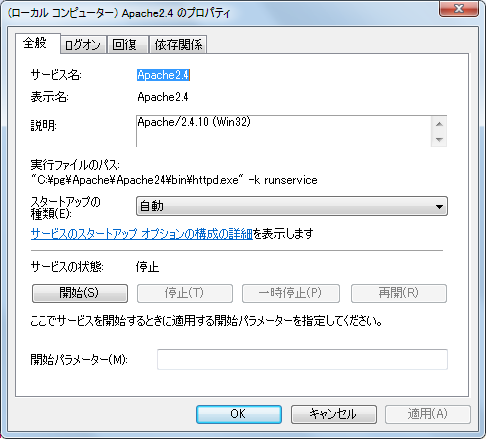 (ローカル コンピューター) Apache2.4 のプロパティ
全般 ログオン 回復 依存関係
サービス名: Apache2.4
表示名: Apache2.4
説明: Apache/2.4.10 (Win32)
実行ファイルのパス:
"C:¥pg¥Apache¥Apache24¥bin¥httpd.exe" -k runservice
スタートアップの
種類(E): 自動
サービスのスタートアップ オプションの構成の詳細を表示します
サービスの状態: 停止
開始(S) 停止(T) 一時停止(P) 再開(R)
ここでサービスを開始するときに適用する開始パラメーターを指定してください。
開始パラメーター(M):
OK キャンセル 適用(A)